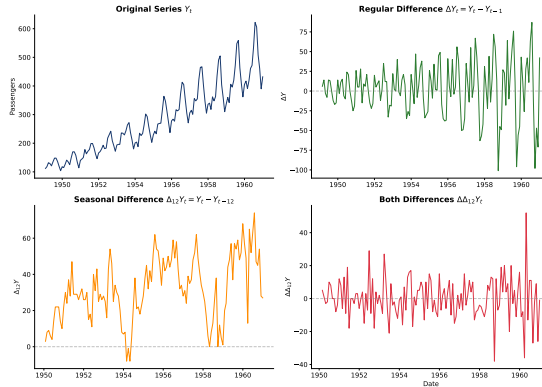 Original Series Y_t
Passengers
600
500
400
300
200
100
1950 1952 1954 1956 1958 1960
Regular Difference ΔY_t = Y_t − Y_{t−1}
ΔY
75
50
25
0
−25
−50
−75
−100
1950 1952 1954 1956 1958 1960
Seasonal Difference Δ_{12}Y_t = Y_t − Y_{t−12}
Δ_{12}Y
60
40
20
0
1950 1952 1954 1956 1958 1960
Both Differences ΔΔ_{12}Y_t
ΔΔ_{12}Y
40
20
0
−20
−40
1950 1952 1954 1956 1958 1960
Date